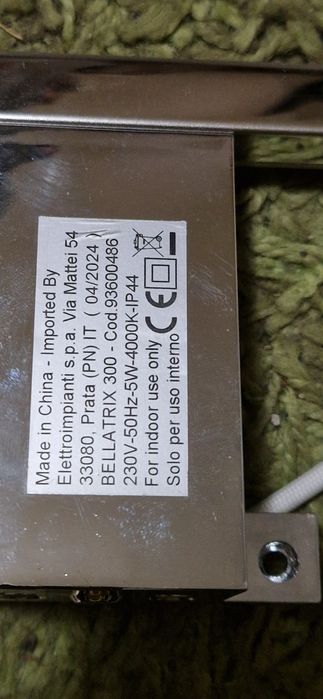 Made in China - Imported By
Elettroimpianti s.p.a. Via Mattei 54
33080, Prata (PN) IT ( 04/2024 )
BELLATRIX 300 - Cod.93600486
230V-50Hz-5W-4000K-IP44
For indoor use only
Solo per uso interno
CE